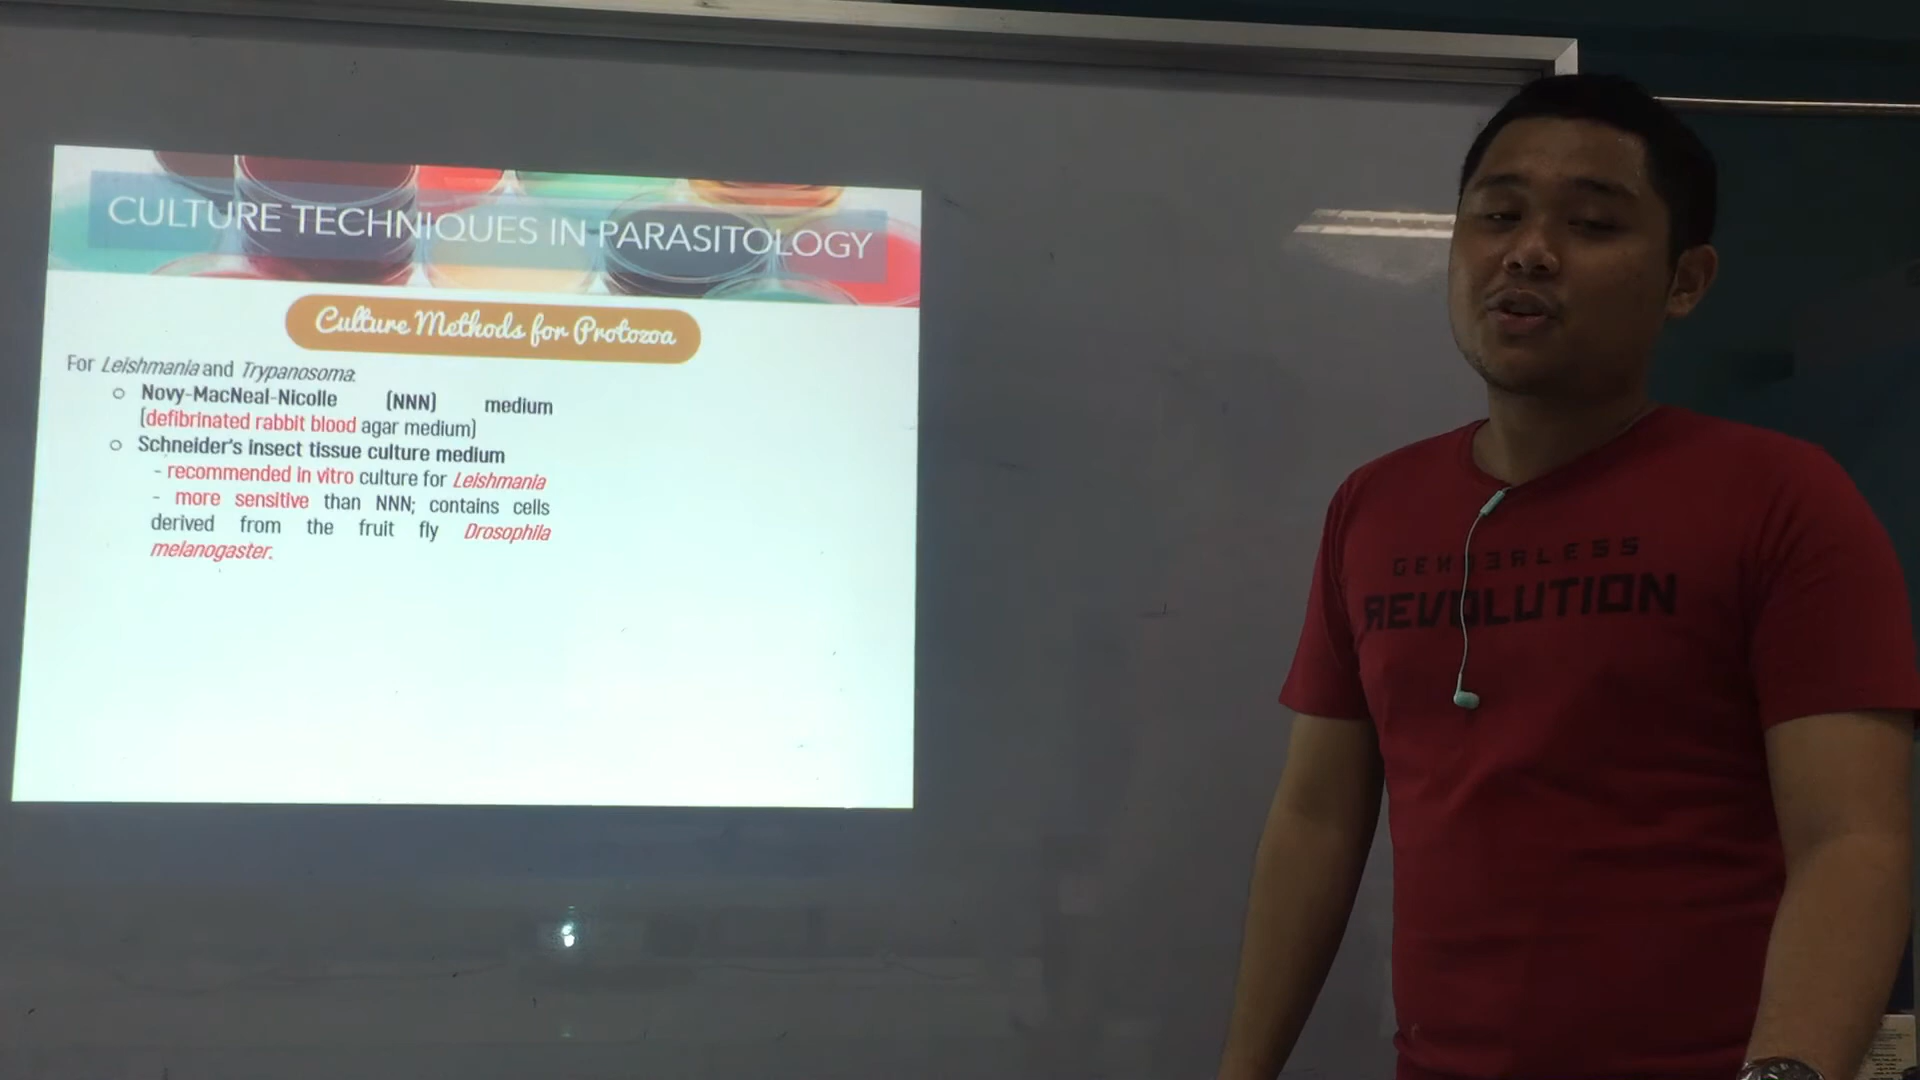 CULTURE TECHNIQUES IN PARASITOLOGY
Culture Methods for Protozoa
For Leishmania and Trypanosoma:
o Novy-MacNeal-Nicolle (NNN) medium
(defibrinated rabbit blood agar medium)
o Schneider's insect tissue culture medium
- recommended in vitro culture for Leishmania
- more sensitive than NNN; contains cells
derived from the fruit fly Drosophila
melanogaster.
GENDERLESS
REVOLUTION